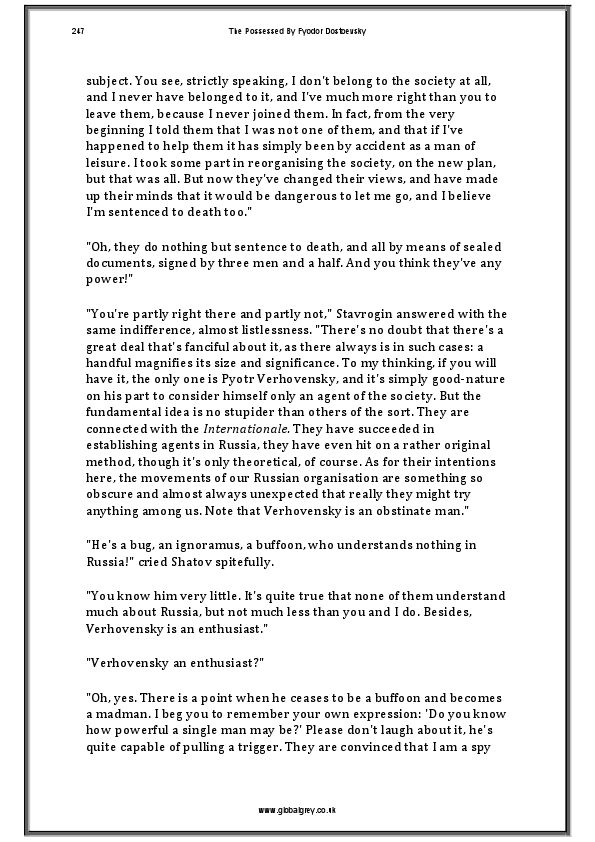 247
The Possessed By Fyodor Dostoevsky
subject. You see, strictly speaking, I don't belong to the society at all,
and I never have belonged to it, and I've much more right than you to
leave them, because I never joined them. In fact, from the very
beginning I told them that I was not one of them, and that if I've
happened to help them it has simply been by accident as a man of
leisure. I took some part in reorganising the society, on the new plan,
but that was all. But now they've changed their views, and have made
up their minds that it would be dangerous to let me go, and I believe
I'm sentenced to death too."
"Oh, they do nothing but sentence to death, and all by means of sealed
documents, signed by three men and a half. And you think they've any
power!"
"You're partly right there and partly not," Stavrogin answered with the
same indifference, almost listlessness. "There's no doubt that there's a
great deal that's fanciful about it, as there always is in such cases: a
handful magnifies its size and significance. To my thinking, if you will
have it, the only one is Pyotr Verhovensky, and it's simply good-nature
on his part to consider himself only an agent of the society. But the
fundamental idea is no stupider than others of the sort. They are
connected with the Internationale. They have succeeded in
establishing agents in Russia, they have even hit on a rather original
method, though it's only theoretical, of course. As for their intentions
here, the movements of our Russian organisation are something so
obscure and almost always unexpected that really they might try
anything among us. Note that Verhovensky is an obstinate man."
"He's a bug, an ignoramus, a buffoon, who understands nothing in
Russia!" cried Shatov spitefully.
"You know him very little. It's quite true that none of them understand
much about Russia, but not much less than you and I do. Besides,
Verhovensky is an enthusiast."
"Verhovensky an enthusiast?"
"Oh, yes. There is a point when he ceases to be a buffoon and becomes
a madman. I beg you to remember your own expression: 'Do you know
how powerful a single man may be?' Please don't laugh about it, he's
quite capable of pulling a trigger. They are convinced that I am a spy
www.globalgrey.co.uk